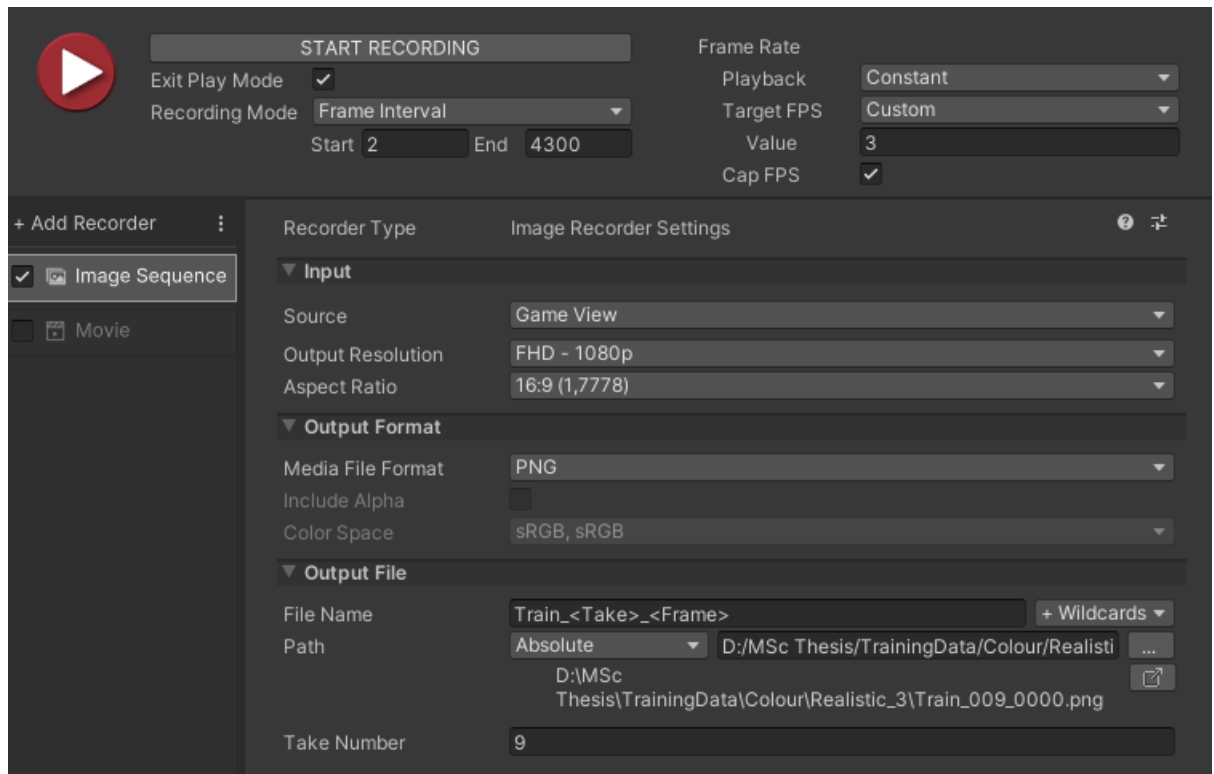 START RECORDING
Exit Play Mode
Recording Mode Frame Interval
Start 2 End 4300
Frame Rate
Playback Constant
Target FPS Custom
Value 3
Cap FPS
+ Add Recorder
Image Sequence
Movie
Recorder Type Image Recorder Settings
Input
Source Game View
Output Resolution FHD - 1080p
Aspect Ratio 16:9 (1,7778)
Output Format
Media File Format PNG
Include Alpha
Color Space sRGB, sRGB
Output File
File Name Train_<Take>_<Frame> + Wildcards
Path Absolute D:/MSc Thesis/TrainingData/Colour/Realisti ...
D:\MSc
Thesis\TrainingData\Colour\Realistic_3\Train_009_0000.png
Take Number 9